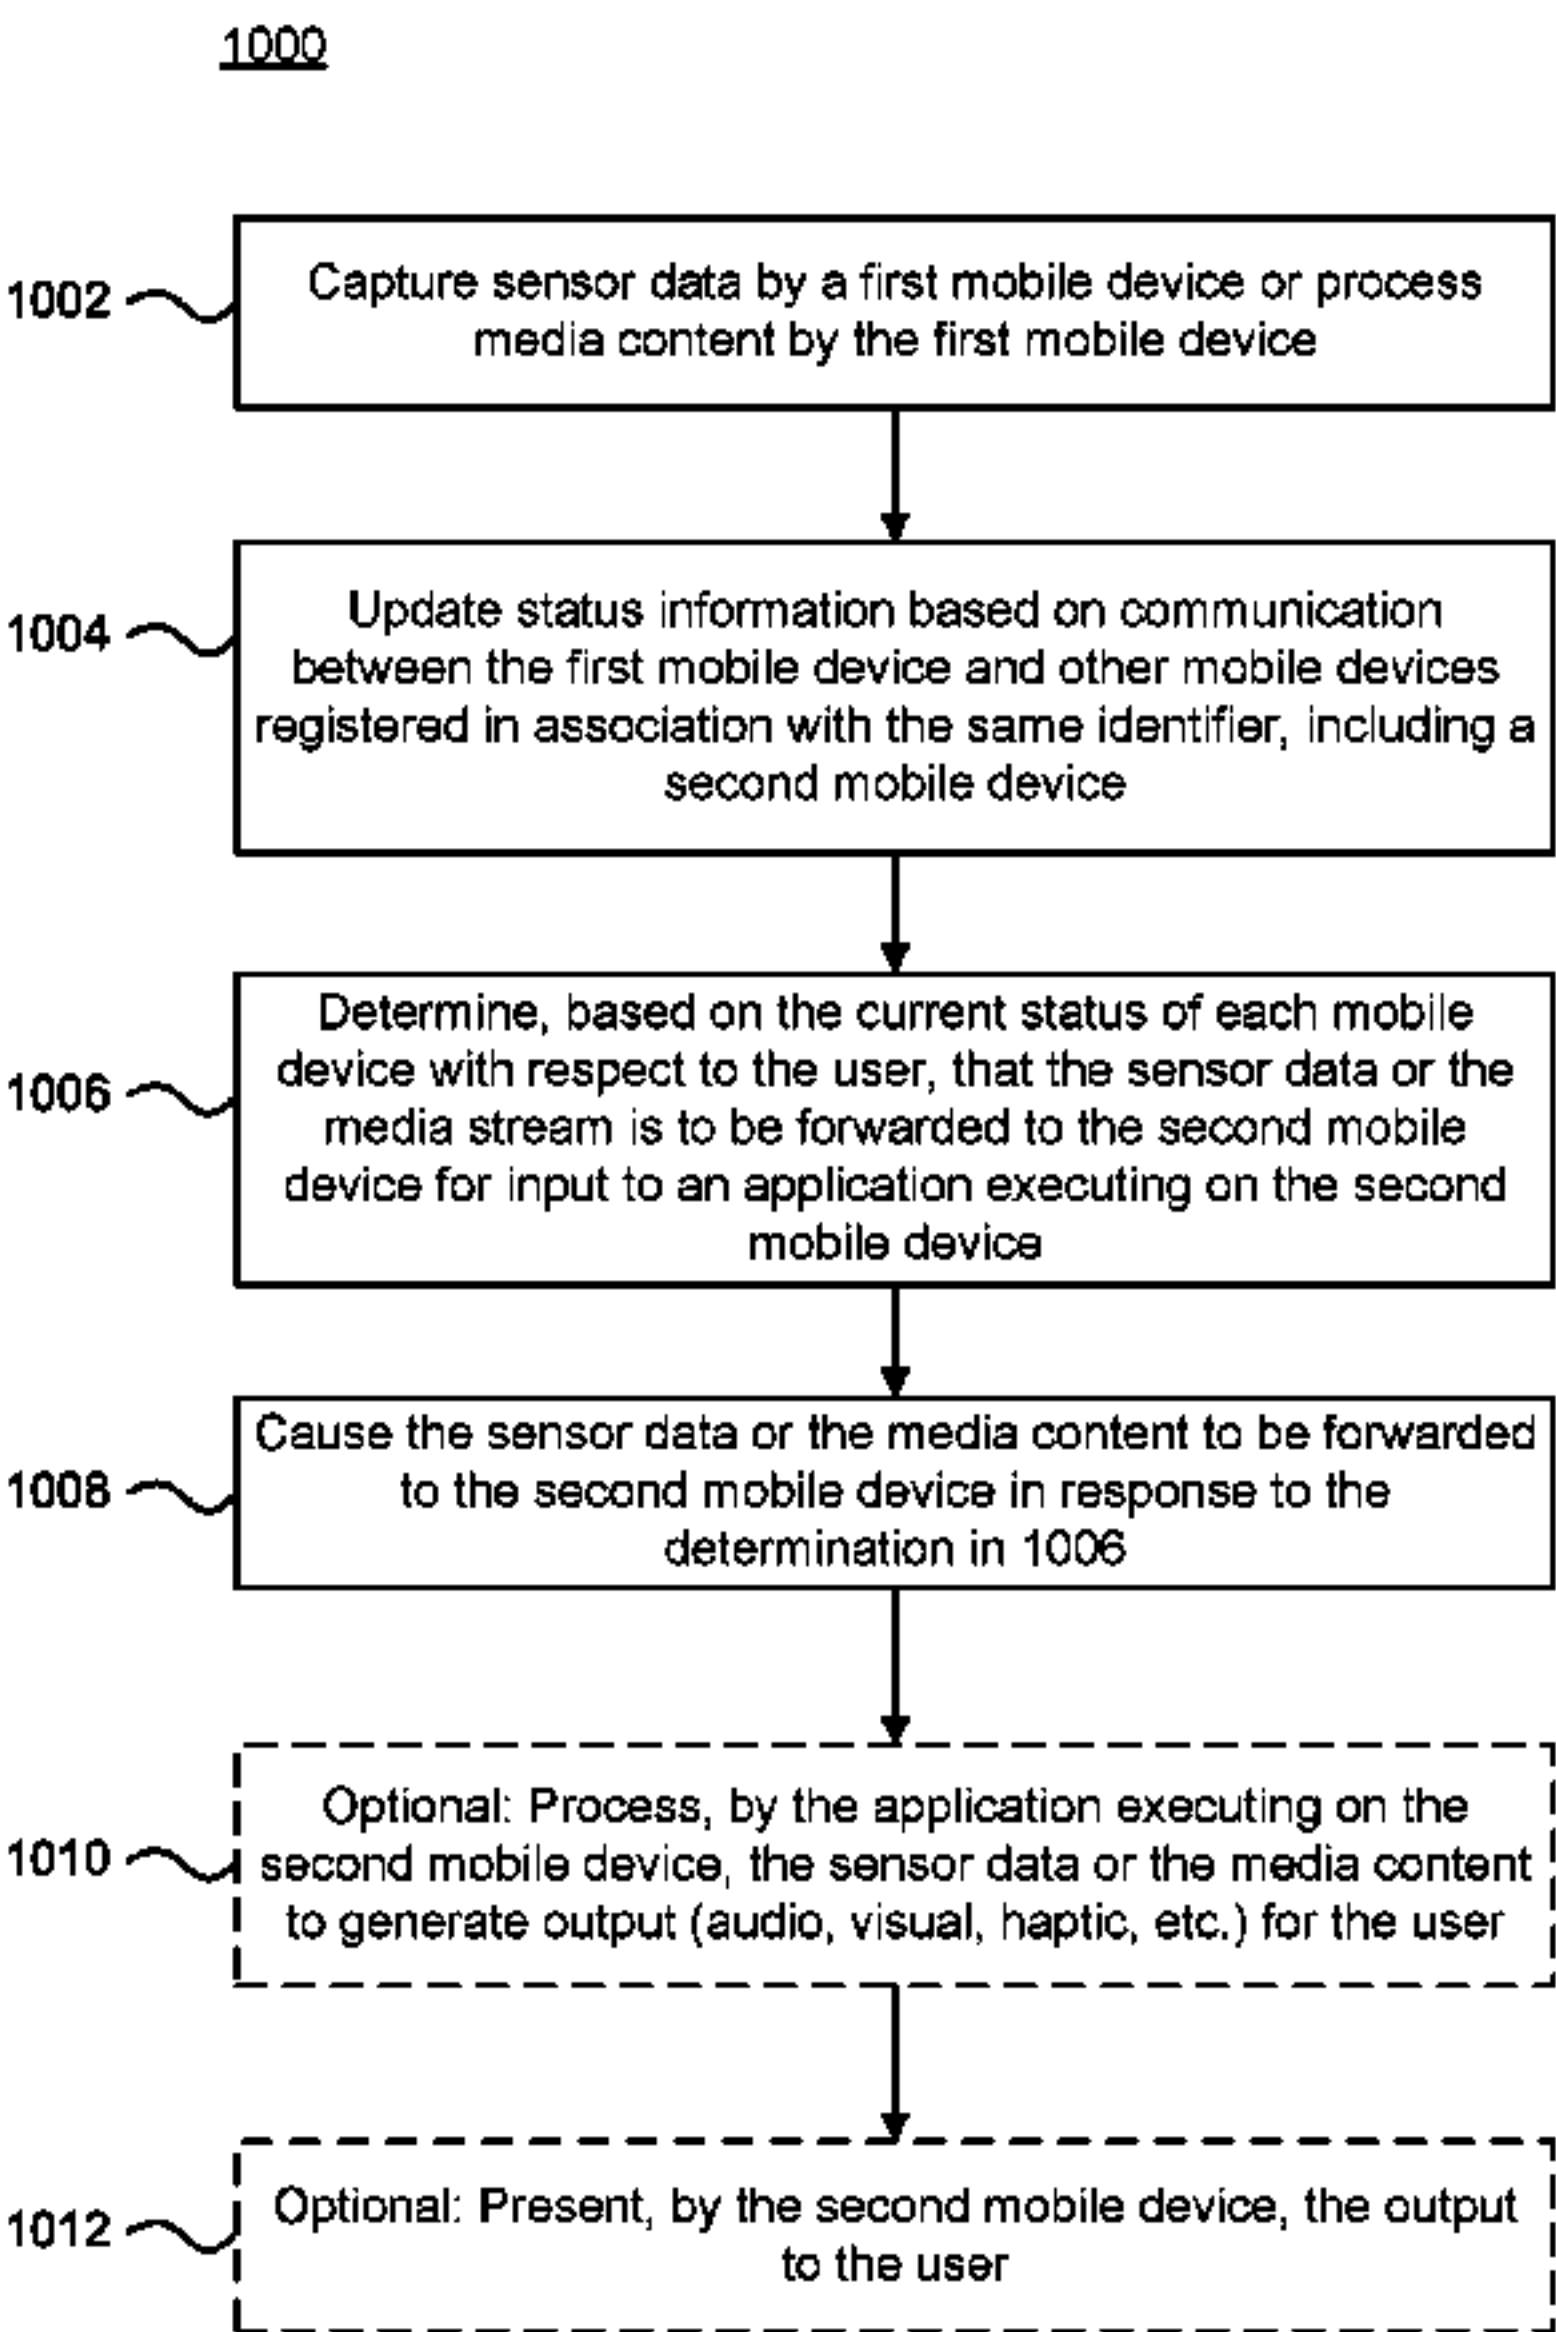 1000
1002
Capture sensor data by a first mobile device or process
media content by the first mobile device
1004
Update status information based on communication
between the first mobile device and other mobile devices
registered in association with the same identifier, including a
second mobile device
1006
Determine, based on the current status of each mobile
device with respect to the user, that the sensor data or the
media stream is to be forwarded to the second mobile
device for input to an application executing on the second
mobile device
1008
Cause the sensor data or the media content to be forwarded
to the second mobile device in response to the
determination in 1006
1010
Optional: Process, by the application executing on the
second mobile device, the sensor data or the media content
to generate output (audio, visual, haptic, etc.) for the user
1012
Optional: Present, by the second mobile device, the output
to the user